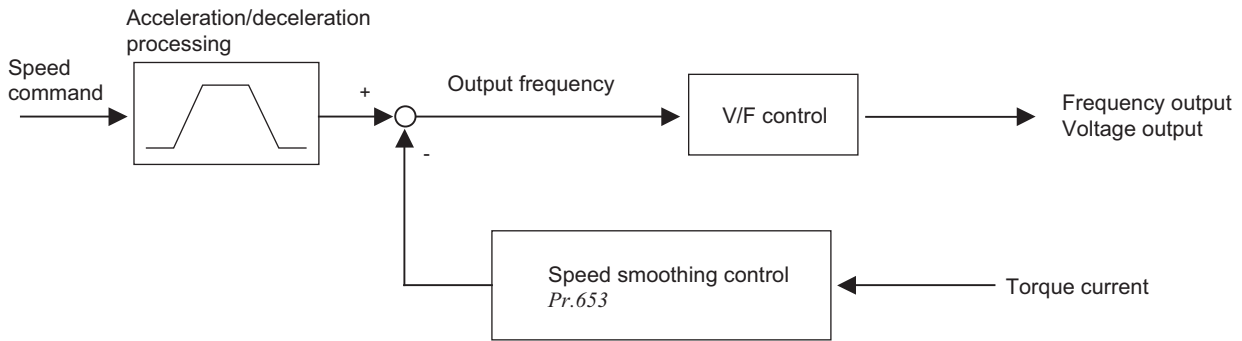 Acceleration/deceleration
processing
Speed
command
+
Output frequency
V/F control
Frequency output
Voltage output
-
Speed smoothing control
Pr.653
Torque current